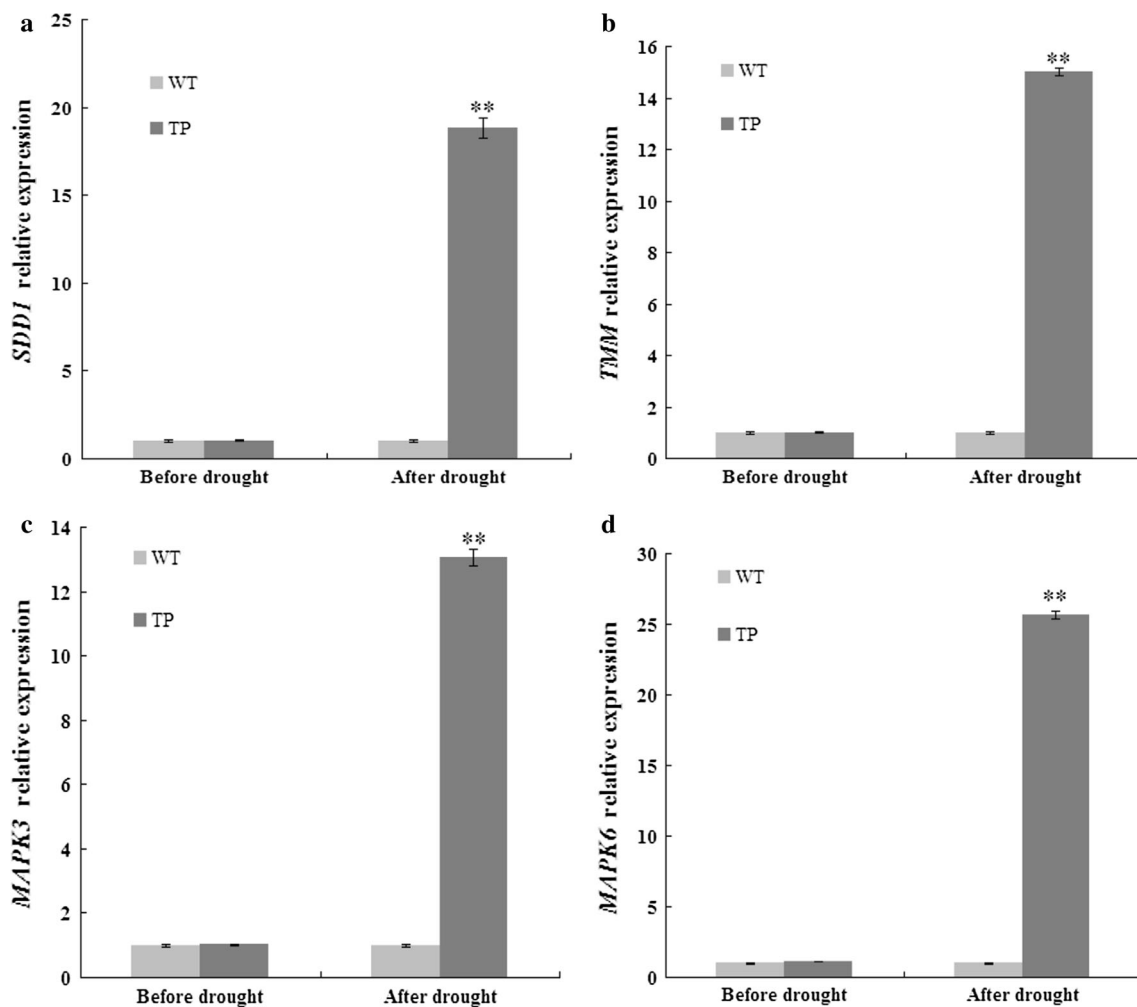 a
25
20
15
10
5
0
SDD1 relative expression
WT
TP
**
Before drought
After drought
b
16
14
12
10
8
6
4
2
0
TMM relative expression
WT
TP
**
Before drought
After drought
c
14
12
10
8
6
4
2
0
MAPK3 relative expression
WT
TP
**
Before drought
After drought
d
30
25
20
15
10
5
0
MAPK6 relative expression
WT
TP
**
Before drought
After drought